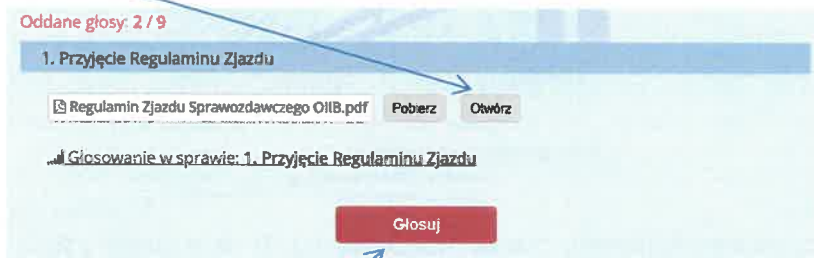 Oddane głosy: 2 / 9
1. Przyjęcie Regulaminu Zjazdu
Regulamin Zjazdu Sprawozdawczego OIIB.pdf Pobierz Otwórz
Głosowanie w sprawie: 1. Przyjęcie Regulaminu Zjazdu
Głosuj